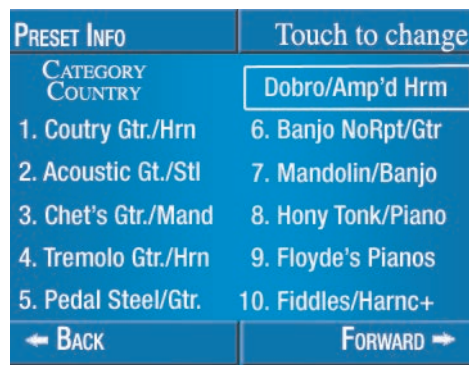 PRESET INFO
Touch to change
CATEGORY
COUNTRY
Dobro/Amp'd Hrm
1. Coutry Gtr./Hrn
2. Acoustic Gt./Stl
3. Chet's Gtr./Mand
4. Tremolo Gtr./Hrn
5. Pedal Steel/Gtr.
6. Banjo NoRpt/Gtr
7. Mandolin/Banjo
8. Hony Tonk/Piano
9. Floyde's Pianos
10. Fiddles/Harnc+
← BACK
FORWARD →